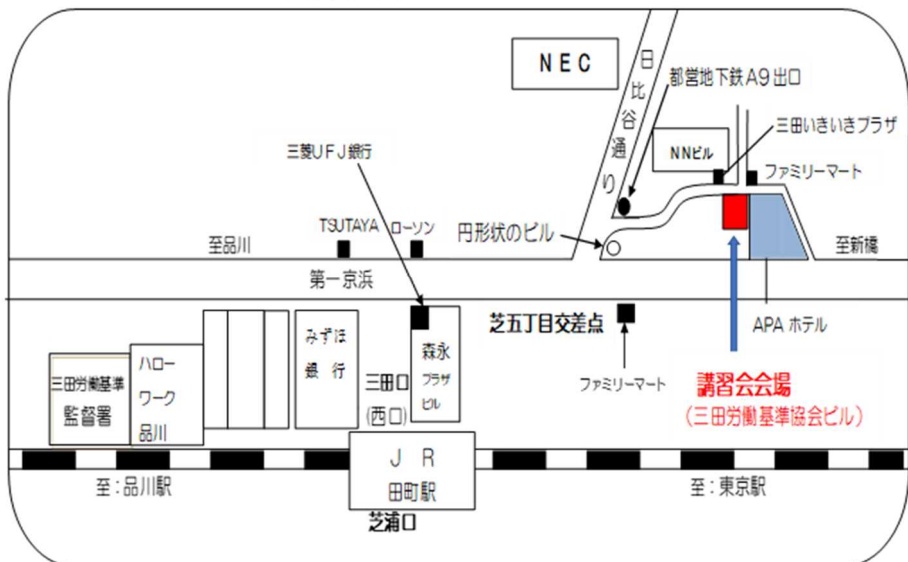 NEC
日比谷通り
都営地下鉄A9出口
三田いきいきプラザ
NNビル
ファミリーマート
三菱UFJ銀行
TSUTAYA
ローソン
円形状のビル
至品川
至新橋
第一京浜
芝五丁目交差点
APAホテル
みずほ
銀行
森永
プラザ
ビル
三田口
(西口)
ファミリーマート
講習会会場
(三田労働基準協会ビル)
三田労働基準
監督署
ハロー
ワーク
品川
JR
田町駅
至:品川駅
至:東京駅
芝浦口